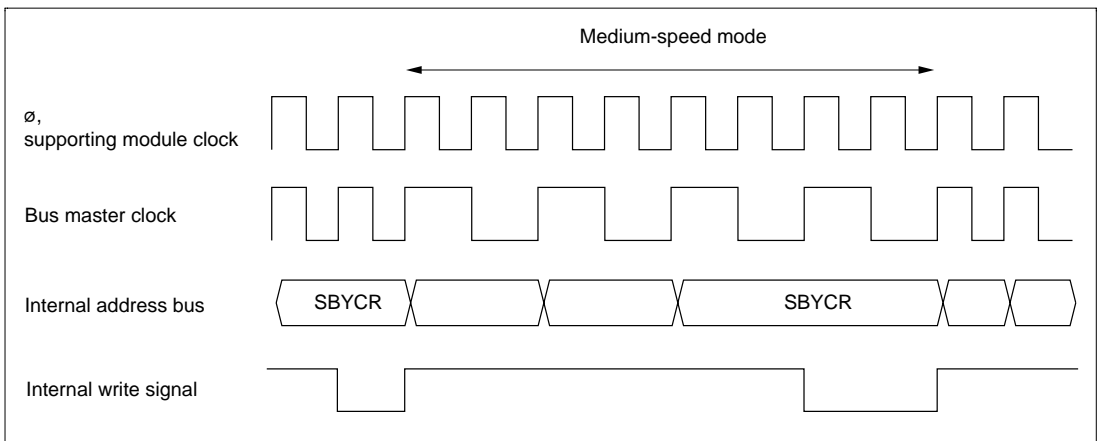 Medium-speed mode
ø,
supporting module clock
Bus master clock
Internal address bus
SBYCR
SBYCR
Internal write signal